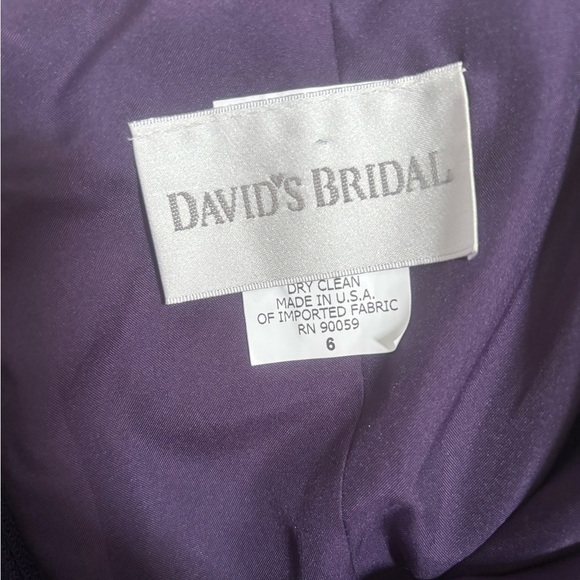 DAVID'S BRIDAL
DRY CLEAN
MADE IN U.S.A.
OF IMPORTED FABRIC
RN 90059
6